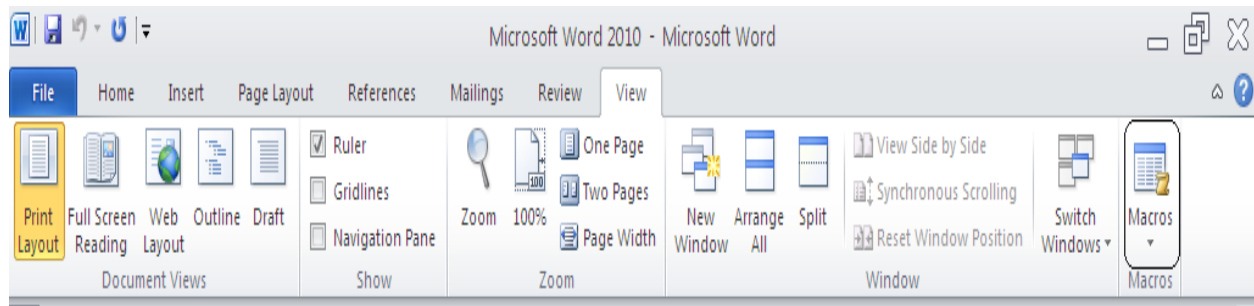 W
Microsoft Word 2010 - Microsoft Word
File Home Insert Page Layout References Mailings Review View
?
Print Layout
Full Screen Reading
Web Layout
Outline
Draft
Document Views
Ruler
Gridlines
Navigation Pane
Show
Zoom
100
100%
One Page
Two Pages
Page Width
Zoom
New Window
Arrange All
Split
View Side by Side
Synchronous Scrolling
Reset Window Position
Switch Windows
Window
Macros
Macros